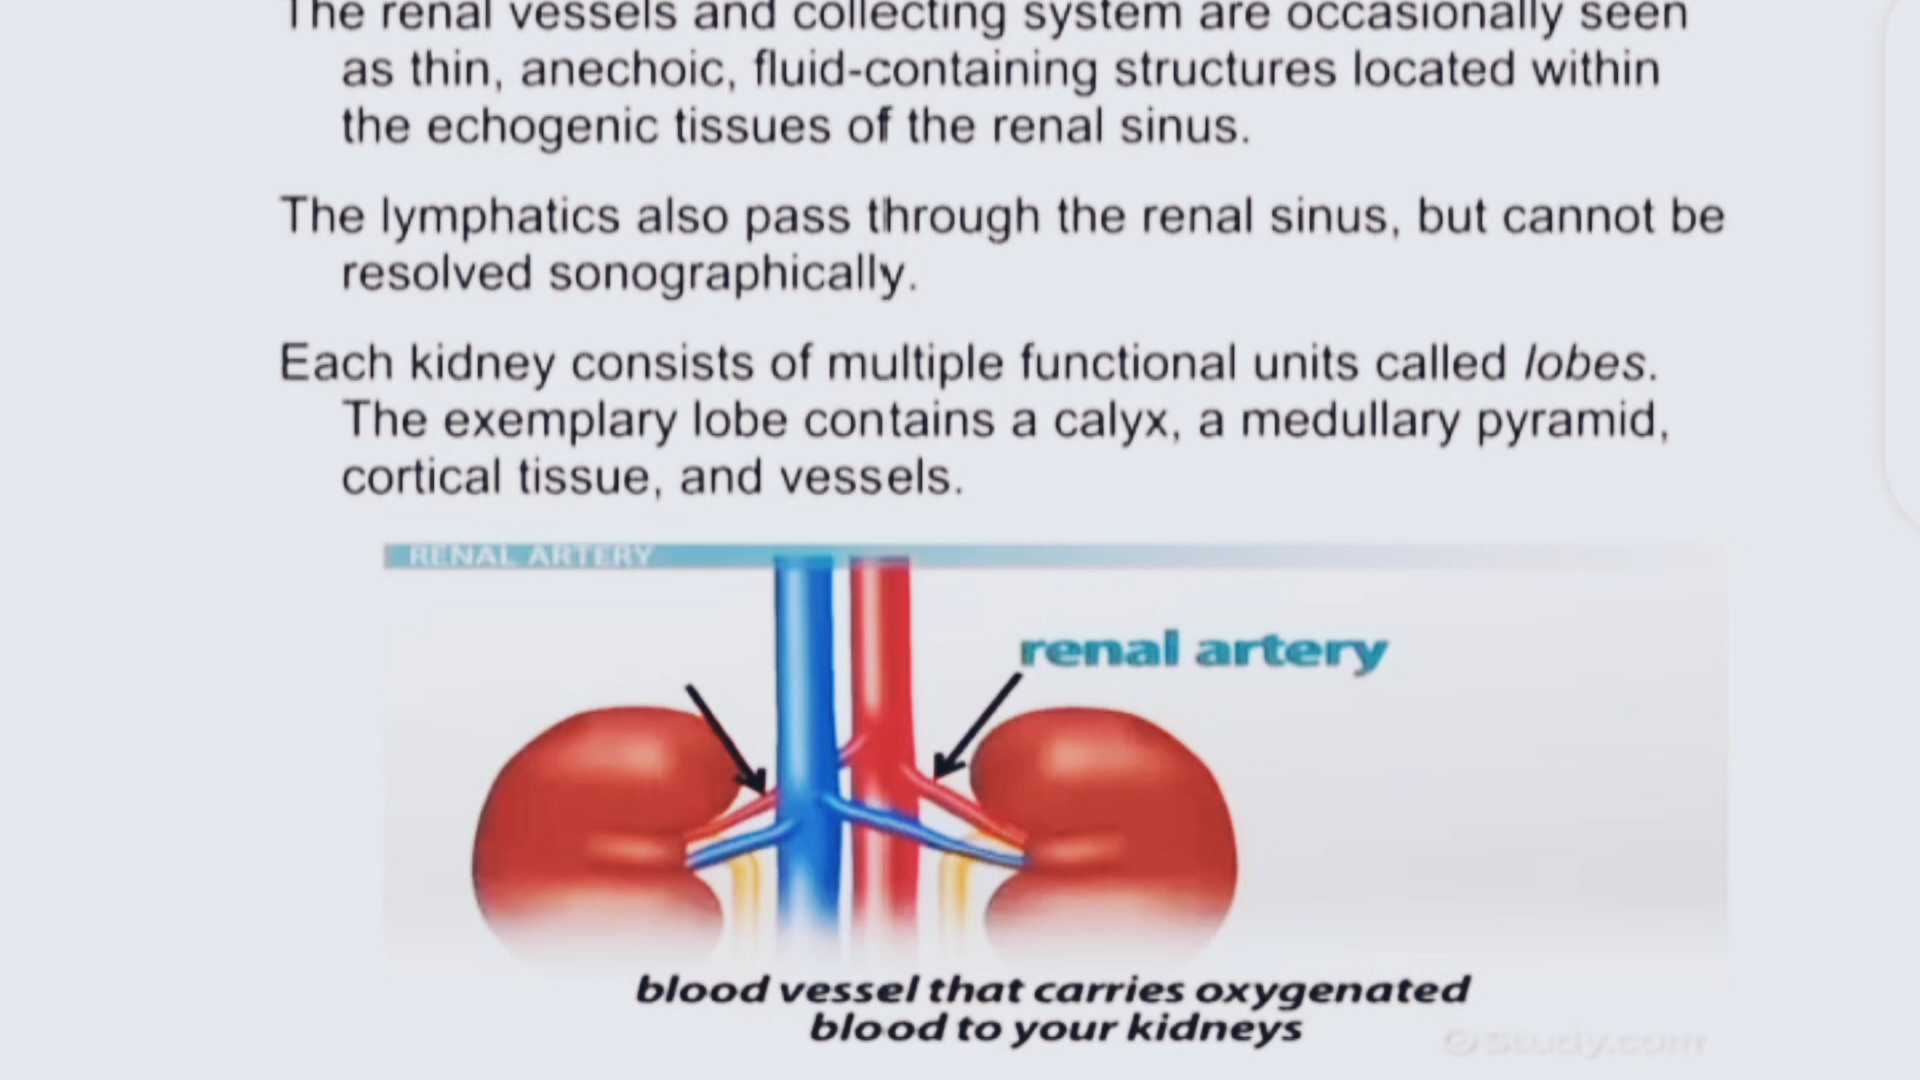 The renal vessels and collecting system are occasionally seen
as thin, anechoic, fluid-containing structures located within
the echogenic tissues of the renal sinus.
The lymphatics also pass through the renal sinus, but cannot be
resolved sonographically.
Each kidney consists of multiple functional units called lobes.
The exemplary lobe contains a calyx, a medullary pyramid,
cortical tissue, and vessels.
RENAL ARTERY
renal artery
blood vessel that carries oxygenated
blood to your kidneys
Study.com